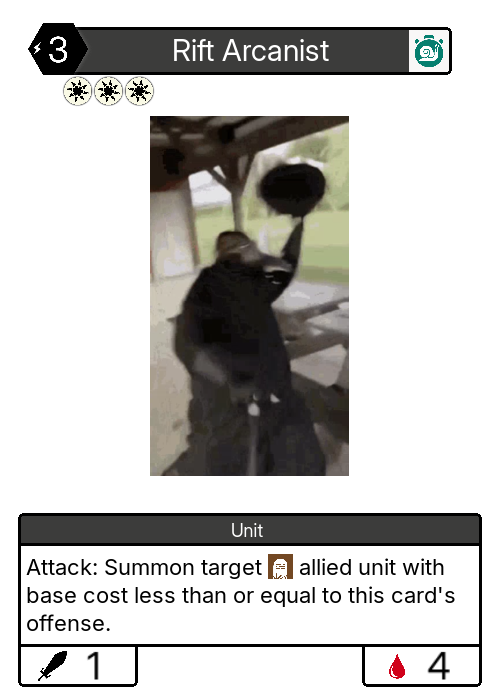 3
Rift Arcanist
Unit
Attack: Summon target allied unit with
base cost less than or equal to this card's
offense.
1
4